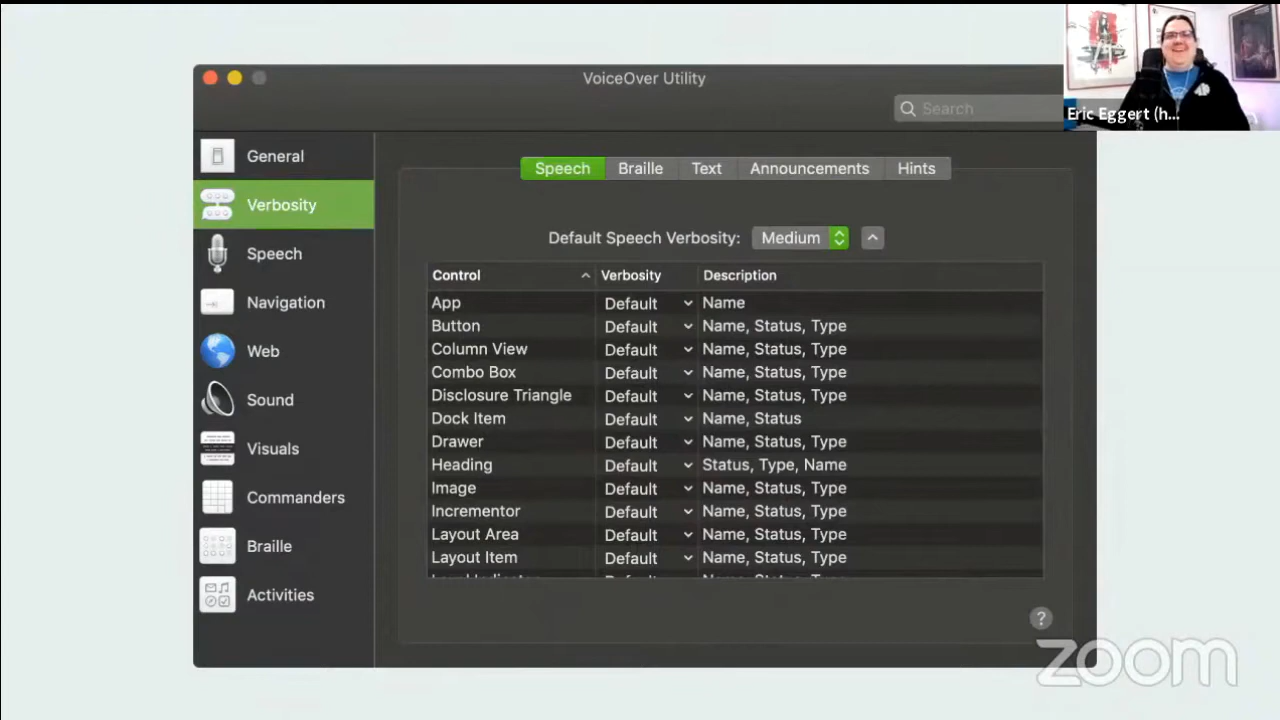 VoiceOver Utility
Search
Eric Eggert (h...
General
Verbosity
Speech
Navigation
Web
Sound
Visuals
Commanders
Braille
Activities
Speech Braille Text Announcements Hints
Default Speech Verbosity: Medium
Control Verbosity Description
App Default Name
Button Default Name, Status, Type
Column View Default Name, Status, Type
Combo Box Default Name, Status, Type
Disclosure Triangle Default Name, Status, Type
Dock Item Default Name, Status
Drawer Default Name, Status, Type
Heading Default Status, Type, Name
Image Default Name, Status, Type
Incrementor Default Name, Status, Type
Layout Area Default Name, Status, Type
Layout Item Default Name, Status, Type
?
zoom